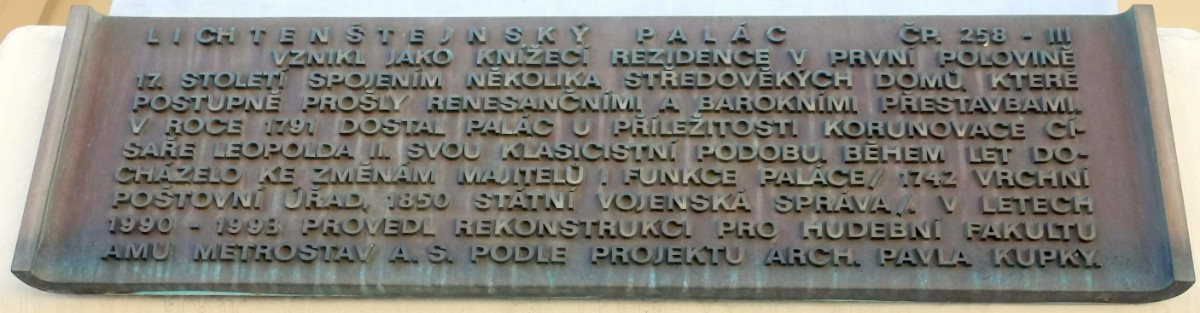 LICHTENŠTEJNSKÝ PALÁC ČP. 258 - III
VZNIKL JAKO KNÍŽECÍ REZIDENCE V PRVNÍ POLOVINĚ
17. STOLETÍ SPOJENÍM NĚKOLIKA STŘEDOVĚKÝCH DOMŮ, KTERÉ
POSTUPNĚ PROŠLY RENESANČNÍMI A BAROKNÍMI PŘESTAVBAMI.
V ROCE 1791 DOSTAL PALÁC U PŘÍLEŽITOSTI KORUNOVACE CÍ-
SAŘE LEOPOLDA II. SVOU KLASICISTNÍ PODOBU. BĚHEM LET DO-
CHÁZELO KE ZMĚNÁM MAJITELŮ I FUNKCE PALÁCE/ 1742 VRCHNÍ
POŠTOVNÍ ÚŘAD, 1850 STÁTNÍ VOJENSKÁ SPRÁVA/. V LETECH
1990 - 1993 PROVEDL REKONSTRUKCI PRO HUDEBNÍ FAKULTU
AMU METROSTAV A. S. PODLE PROJEKTU ARCH. PAVLA KUPKY.